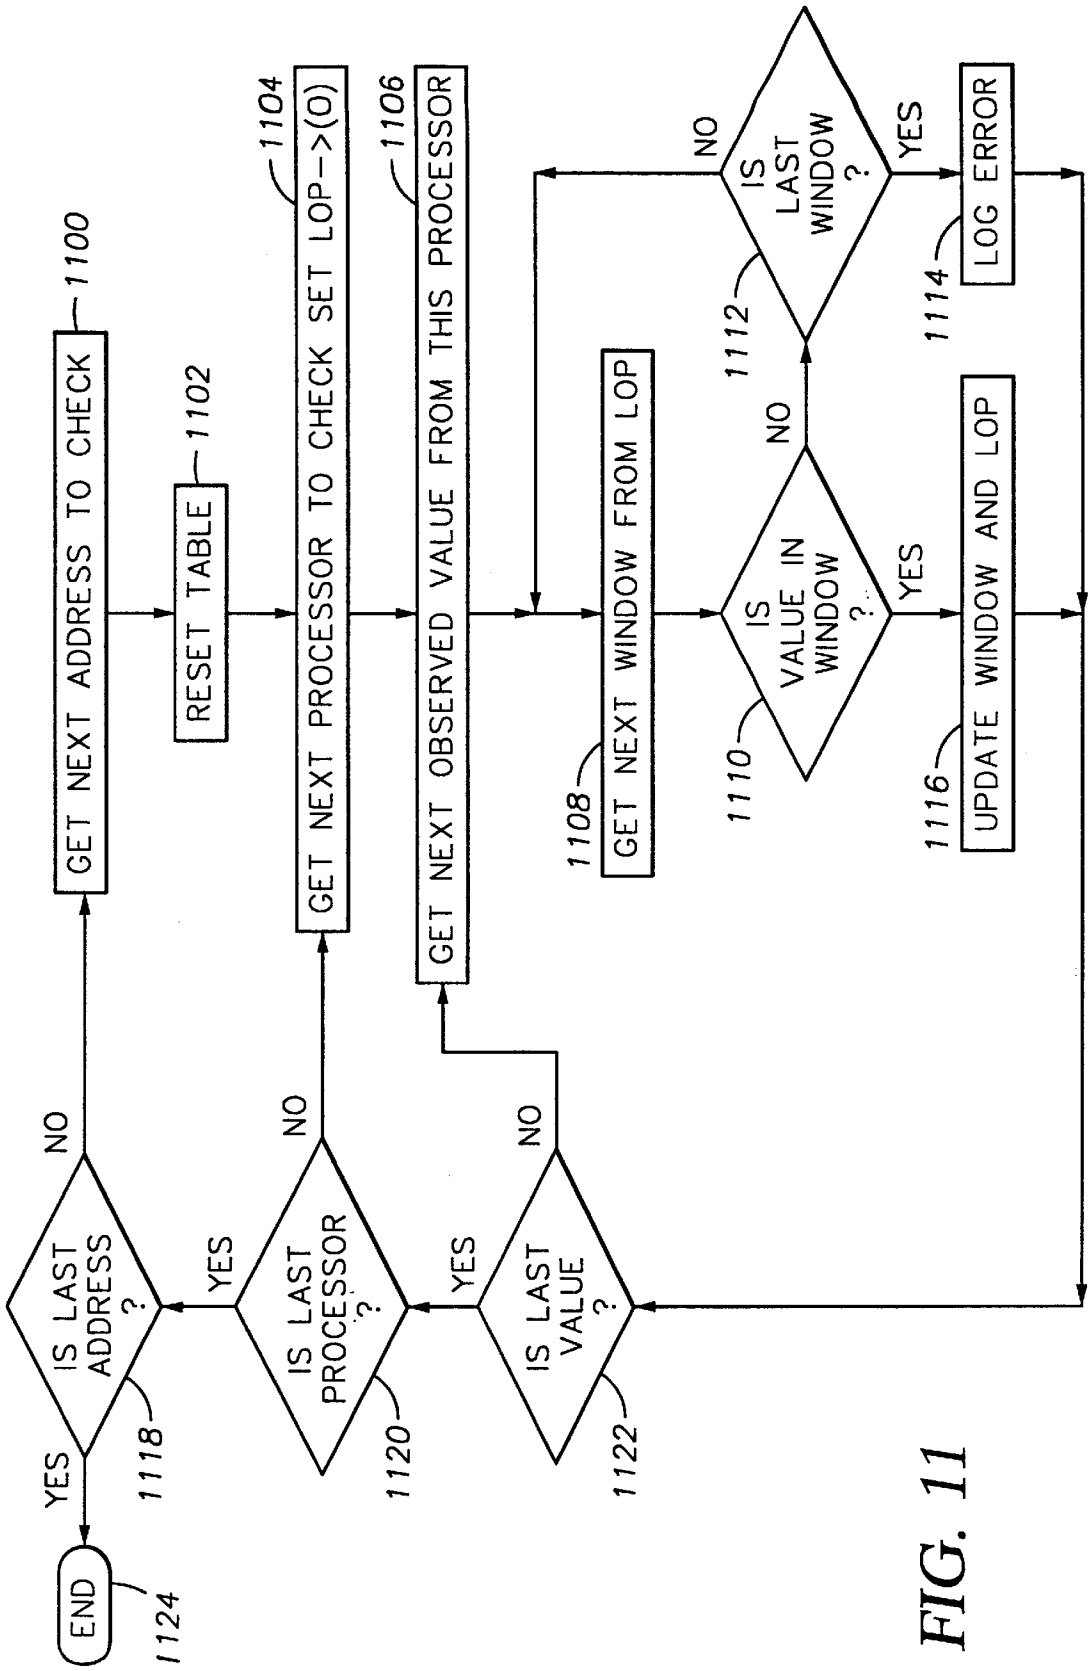 END
1124
YES
IS LAST
ADDRESS
?
1118
NO
GET NEXT ADDRESS TO CHECK
1100
RESET TABLE
1102
YES
IS LAST
PROCESSOR
?
1120
NO
GET NEXT PROCESSOR TO CHECK SET LOP->(0)
1104
YES
IS LAST
VALUE
?
1122
NO
GET NEXT OBSERVED VALUE FROM THIS PROCESSOR
1106
1108
GET NEXT WINDOW FROM LOP
1110
IS
VALUE IN
WINDOW
?
NO
YES
1112
IS
LAST
WINDOW
?
NO
YES
1114
LOG ERROR
1116
UPDATE WINDOW AND LOP
FIG. 11